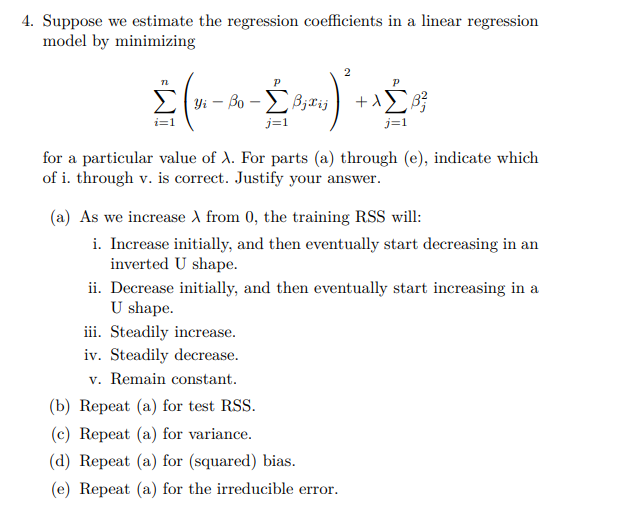 4. Suppose we estimate the regression coefficients in a linear regression
model by minimizing
$$\sum_{i=1}^{n}\left(y_i - \beta_0 - \sum_{j=1}^{p}\beta_j x_{ij}\right)^2 + \lambda\sum_{j=1}^{p}\beta_j^2$$
for a particular value of λ. For parts (a) through (e), indicate which
of i. through v. is correct. Justify your answer.
(a) As we increase λ from 0, the training RSS will:
i. Increase initially, and then eventually start decreasing in an
inverted U shape.
ii. Decrease initially, and then eventually start increasing in a
U shape.
iii. Steadily increase.
iv. Steadily decrease.
v. Remain constant.
(b) Repeat (a) for test RSS.
(c) Repeat (a) for variance.
(d) Repeat (a) for (squared) bias.
(e) Repeat (a) for the irreducible error.